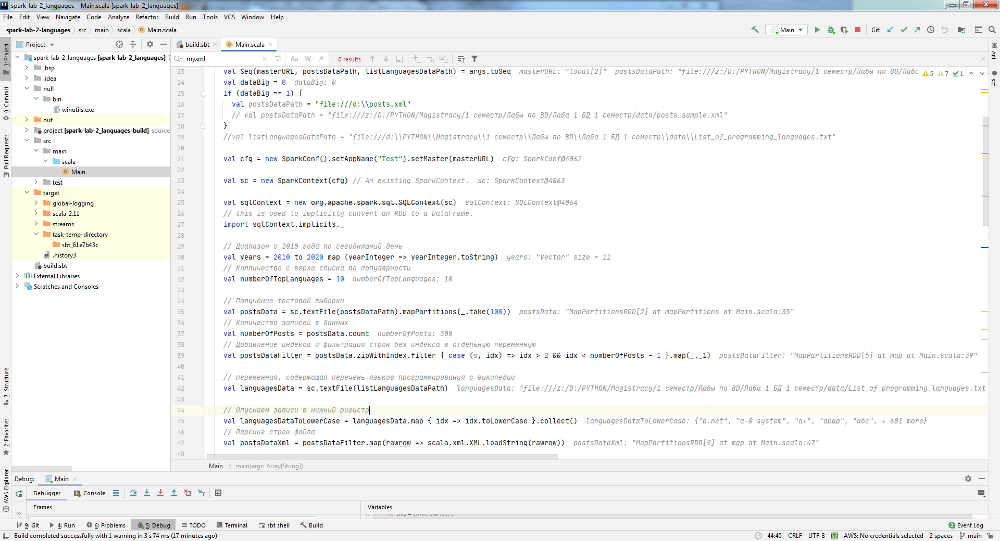 spark-lab-2_languages – Main.scala [spark-lab-2_languages]
File Edit View Navigate Code Analyze Refactor Build Run Tools VCS Window Help
spark-lab-2-languages src main scala Main.scala
Main Git:
Project
build.sbt Main.scala
myxml Aa W .* 0 results
spark-lab-2-languages [spark-lab-2_languages]
.bsp
.idea
null
bin
winutils.exe
out
project [spark-lab-2_languages-build] source
src
main
scala
Main
test
target
global-logging
scala-2.11
streams
task-temp-directory
sbt_61e7b43c
.history3
build.sbt
External Libraries
Scratches and Consoles
1: Project
0: Commit
Pull Requests
7: Structure
2: Favorites
AWS Explorer
Ant
sbt
5 7 1
13 val Seq(masterURL, postsDataPath, listLanguagesDataPath) = args.toSeq masterURL: "local[2]" postsDataPath: "file:///z:/D:/PYTHON/Magistracy/1 семестр/Лабы по BD/Лаба
14 val dataBig = 0 dataBig: 0
15 if (dataBig == 1) {
16 val postsDataPath = "file:///d:\\posts.xml"
17 // val postsDataPath = "file:///z:/D:/PYTHON/Magistracy/1 семестр/Лабы по BD/Лаба 1 БД 1 семестр/data/posts_sample.xml"
18 }
19 //val listLanguagesDataPath = "file:///d:\\PYTHON\\Magistracy\\1 семестр\\Лабы по BD\\Лаба 1 БД 1 семестр\\data\\List_of_programming_languages.txt"
20
21 val cfg = new SparkConf().setAppName("Test").setMaster(masterURL) cfg: SparkConf@4062
22
23 val sc = new SparkContext(cfg) // An existing SparkContext. sc: SparkContext@4063
24
25 val sqlContext = new org.apache.spark.sql.SQLContext(sc) sqlContext: SQLContext@4064
26 // this is used to implicitly convert an RDD to a DataFrame.
27 import sqlContext.implicits._
28
29 // Диапазон с 2010 года по сегодняшний день
30 val years = 2010 to 2020 map (yearInteger => yearInteger.toString) years: "Vector" size = 11
31 // Колличество с верха списка по популярности
32 val numberOfTopLanguages = 10 numberOfTopLanguages: 10
33
34 // Получение тестовой выборки
35 val postsData = sc.textFile(postsDataPath).mapPartitions(_.take(100)) postsData: "MapPartitionsRDD[2] at mapPartitions at Main.scala:35"
36 // Количество записей в данных
37 val numberOfPosts = postsData.count numberOfPosts: 300
38 // Добавление индекса и фильтрация строк без индекса в отдельную переменную
39 val postsDataFilter = postsData.zipWithIndex.filter { case (s, idx) => idx > 2 && idx < numberOfPosts - 1 }.map(_._1) postsDataFilter: "MapPartitionsRDD[5] at map at Main.scala:39"
40
41 // переменная, содержащая перечень языков программирования с википедии
42 val languagesData = sc.textFile(listLanguagesDataPath) languagesData: "file:///z:/D:/PYTHON/Magistracy/1 семестр/Лабы по BD/Лаба 1 БД 1 семестр/data/List_of_programming_languages.txt
43
44 // Опускаем записи в нижний ригистр
45 val languagesDataToLowerCase = languagesData.map { idx => idx.toLowerCase }.collect() languagesDataToLowerCase: {"a.net", "a-0 system", "a+", "abap", "abc", + 681 more}
46 // Парсинг строк файла
47 val postsDataXml = postsDataFilter.map(rawrow => scala.xml.XML.loadString(rawrow)) postsDataXml: "MapPartitionsRDD[9] at map at Main.scala:47"
48
Main main(args: Array[String])
Debug: Main
Debugger Console
Frames Variables
9: Git 4: Run 6: Problems 5: Debug TODO Terminal sbt shell Build 2 Event Log
Build completed successfully with 1 warning in 3 s 74 ms (17 minutes ago) 44:40 CRLF UTF-8 [T] AWS: No credentials selected 2 spaces main